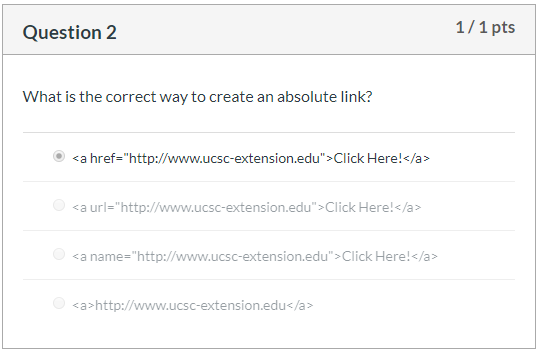 Question 2
1 / 1 pts
What is the correct way to create an absolute link?
<a href="http://www.ucsc-extension.edu">Click Here!</a>
<a url="http://www.ucsc-extension.edu">Click Here!</a>
<a name="http://www.ucsc-extension.edu">Click Here!</a>
<a>http://www.ucsc-extension.edu</a>